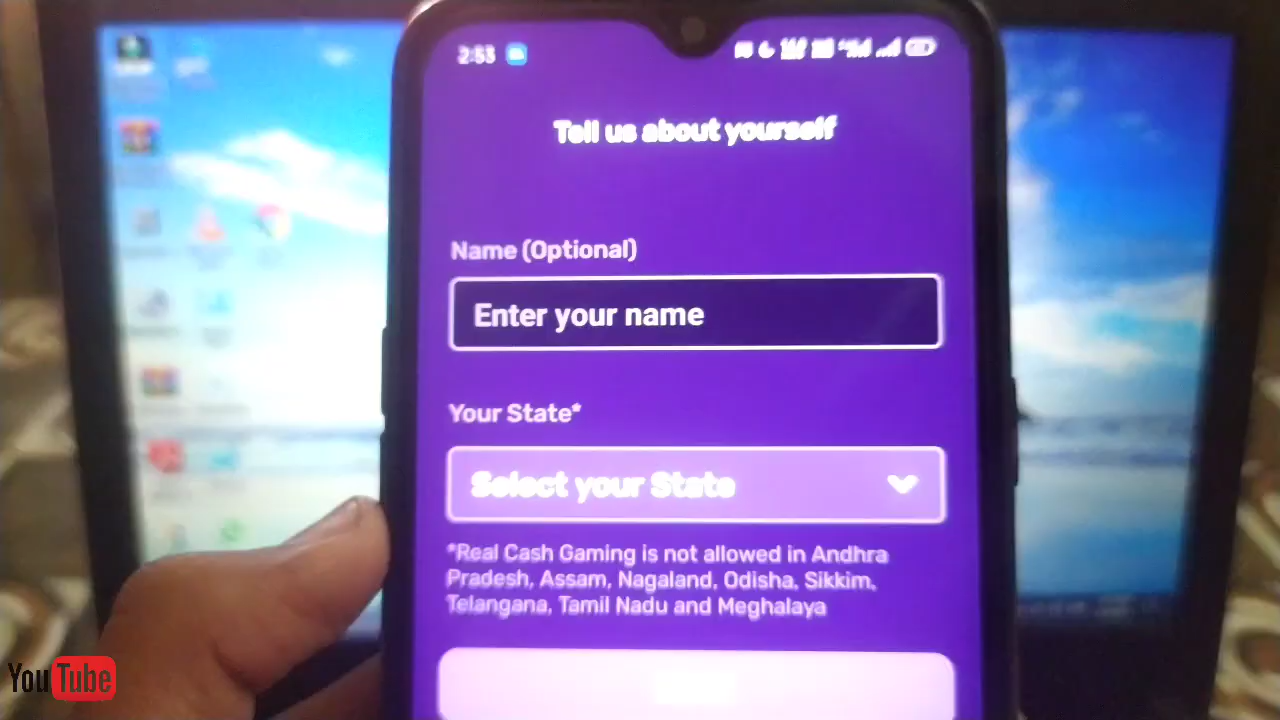 2:53
Tell us about yourself
Name (Optional)
Enter your name
Your State*
Select your State
*Real Cash Gaming is not allowed in Andhra
Pradesh, Assam, Nagaland, Odisha, Sikkim,
Telangana, Tamil Nadu and Meghalaya
YouTube